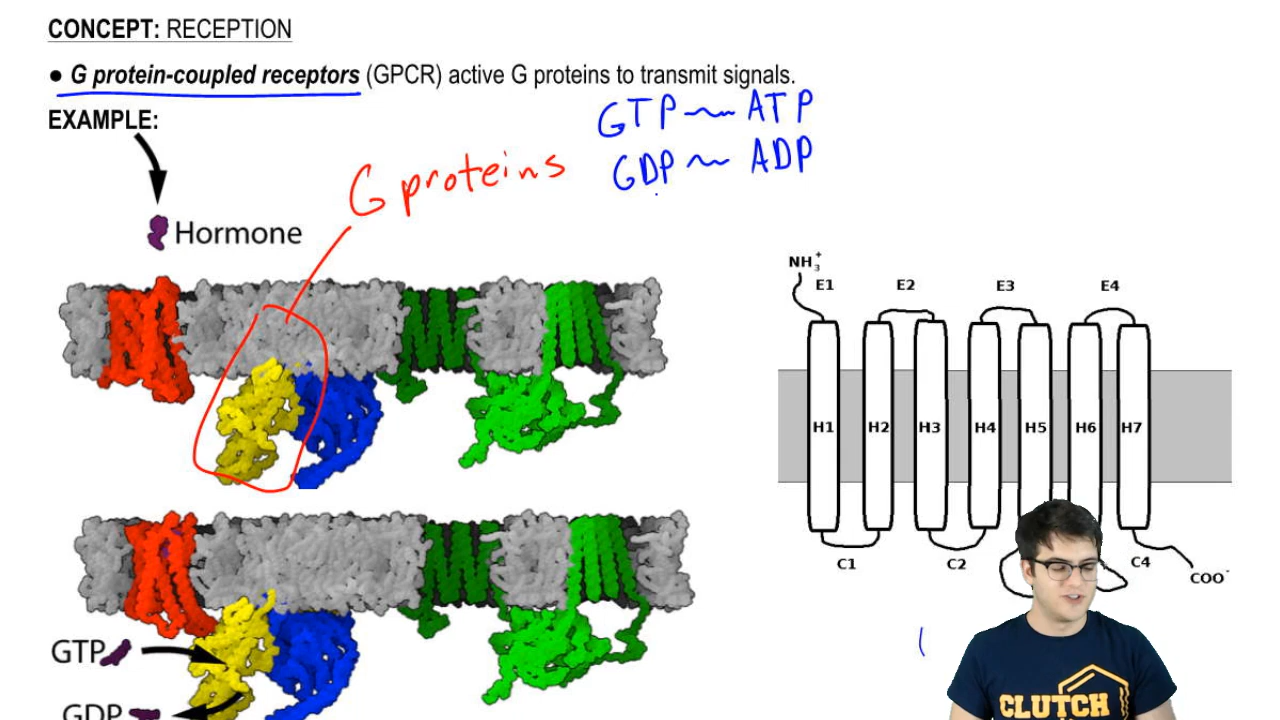 CONCEPT: RECEPTION
● G protein-coupled receptors (GPCR) active G proteins to transmit signals.
EXAMPLE:
GTP ~ ATP
GDP ~ ADP
G proteins
Hormone
NH3+
E1 E2 E3 E4
H1 H2 H3 H4 H5 H6 H7
C1 C2 C4
COO-
GTP
GDP
CLUTCH